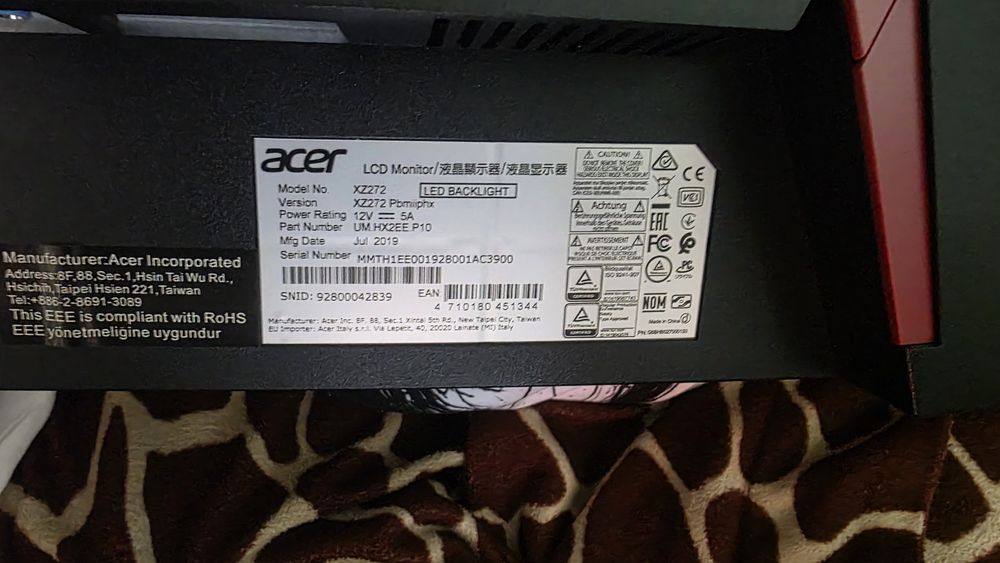 acer
LCD Monitor/液晶顯示器/液晶显示器
Model No. XZ272 LED BACKLIGHT
Version XZ272 Pbmiiphx
Power Rating 12V 5A
Part Number UM.HX2EE.P10
Mfg Date Jul 2019
Serial Number MMTH1EE001928001AC3900
SNID: 92800042839
EAN:
4 710180 451344
Manufacturer: Acer Inc. 8F, 88, Sec.1 Xintai 5th Rd., New Taipei City, Taiwan
EU Importer: Acer Italy s.r.l. Via Lepetit, 40, 20020 Lainate (MI) Italy
CAUTION!
Achtung
AVERTISSEMENT
CE
EAC
FC
PC
NOM
Made in China
Manufacturer:Acer Incorporated
Address:8F,88,Sec.1,Hsin Tai Wu Rd.,
Hsichih,Taipei Hsien 221,Taiwan
Tel:+886-2-8691-3089
This EEE is compliant with RoHS
EEE yönetmeliğine uygundur